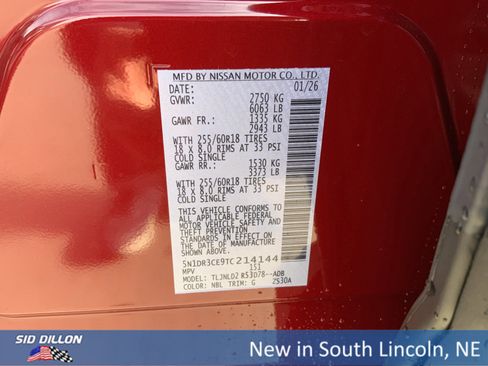 MFD BY NISSAN MOTOR CO., LTD.
DATE: 01/26
GVWR: 2750 KG
6063 LB
GAWR FR.: 1335 KG
2943 LB
WITH 255/60R18 TIRES
18 x 8.0 RIMS AT 33 PSI
COLD SINGLE
GAWR RR.: 1530 KG
3373 LB
WITH 255/60R18 TIRES
18 x 8.0 RIMS AT 33 PSI
COLD SINGLE
THIS VEHICLE CONFORMS TO
ALL APPLICABLE FEDERAL
MOTOR VEHICLE SAFETY AND
THEFT PREVENTION
STANDARDS IN EFFECT ON
THE DATE OF MANUFACTURE
SHOWN ABOVE.
5N1DR3CE9TC214144
MPV 151
MODEL: TLJNLDZ R53D78--ADB
COLOR: NBL TRIM: G 2530A
SID DILLON
New in South Lincoln, NE